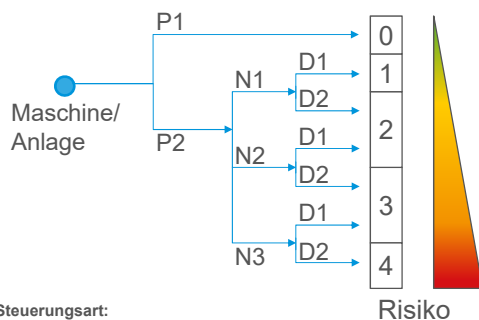 P1
0
D1
1
N1
D2
Maschine/
Anlage
2
P2
D1
N2
D2
3
D1
N3
D2
4
Steuerungsart:
Risiko